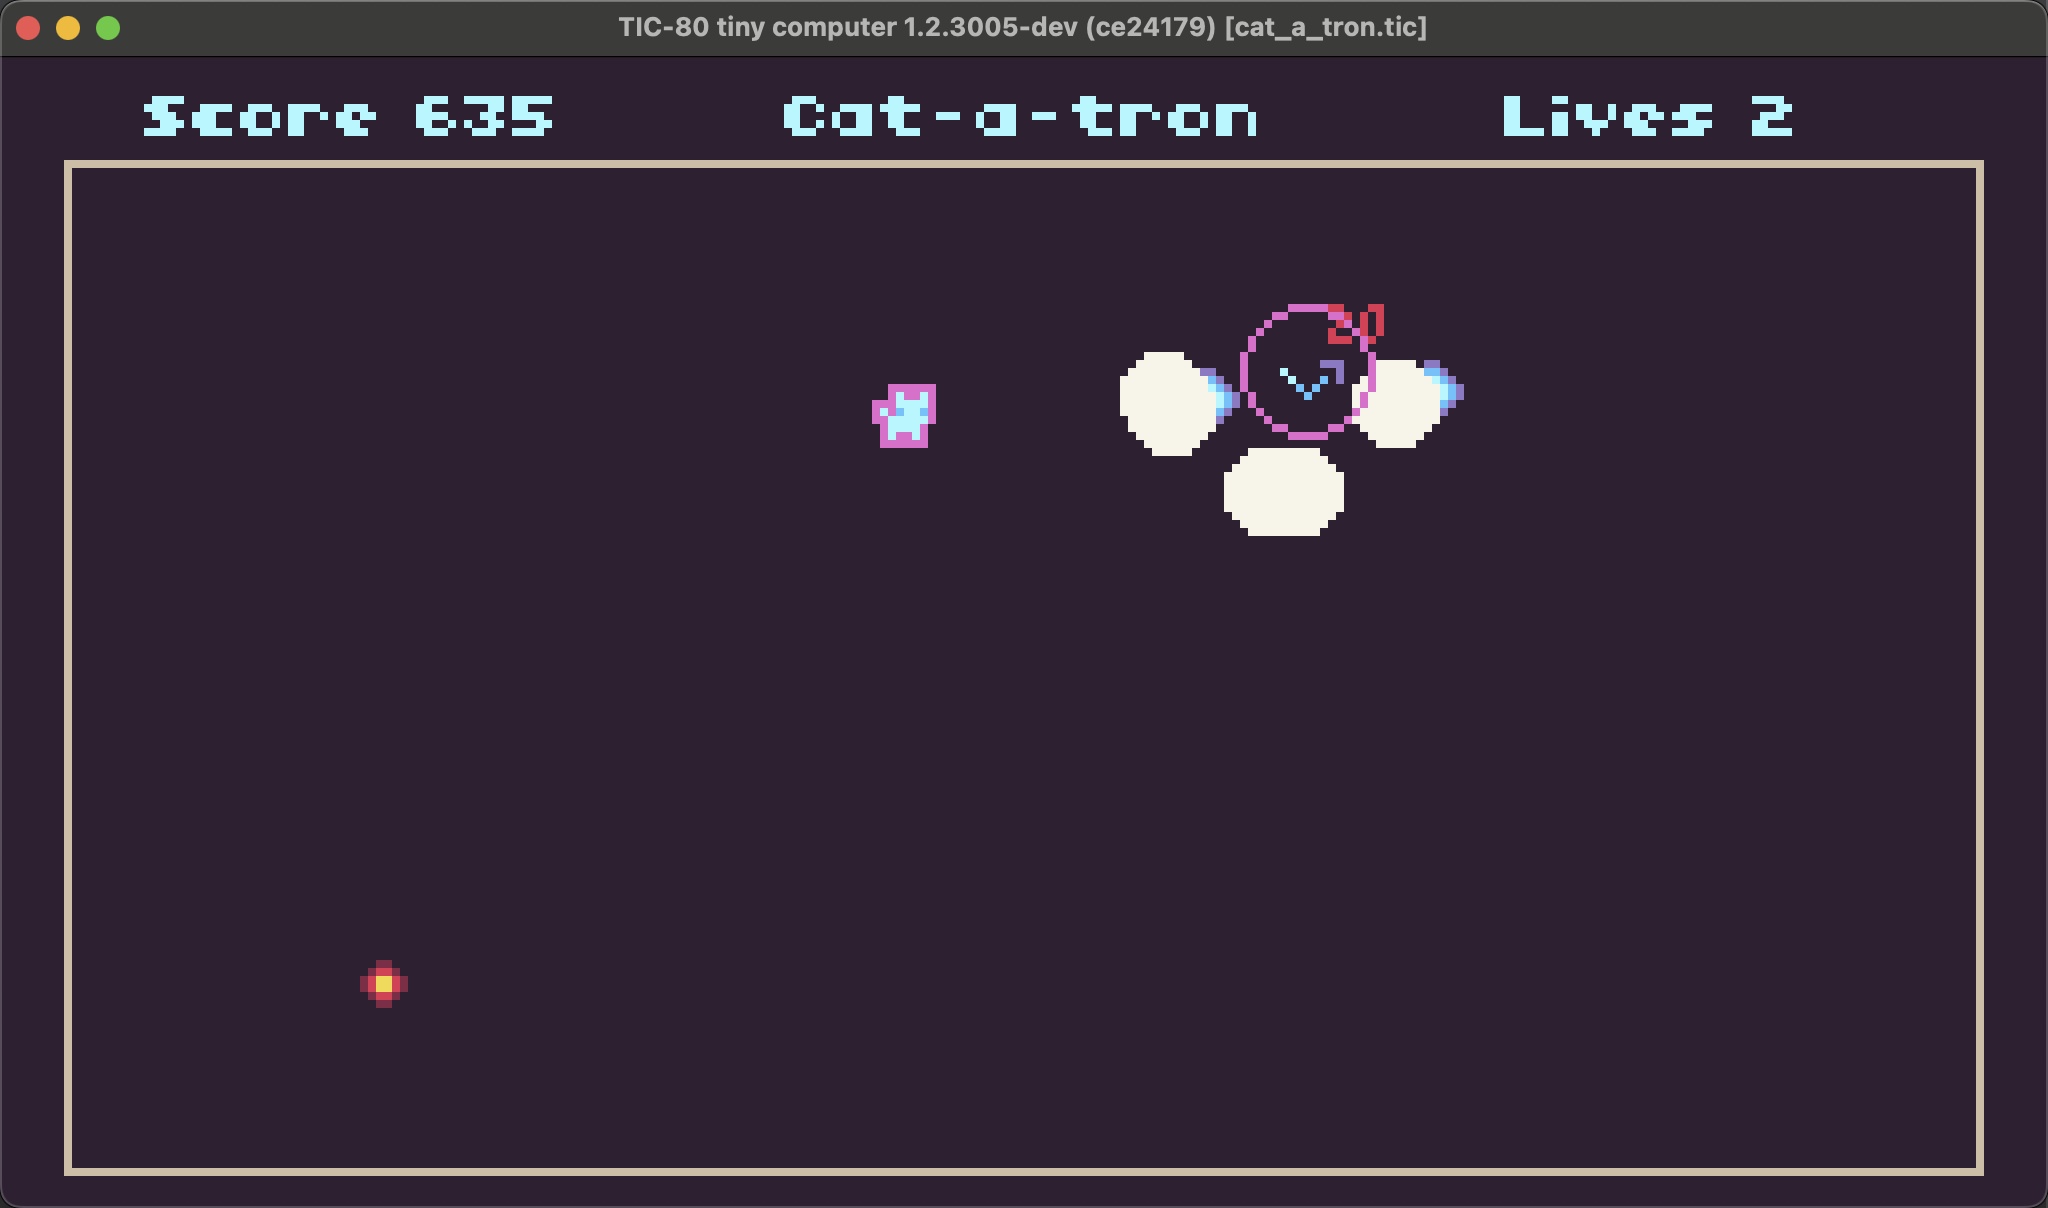 TIC-80 tiny computer 1.2.3005-dev (ce24179) [cat_a_tron.tic]
Score 635 Cat-a-tron Lives 2
20